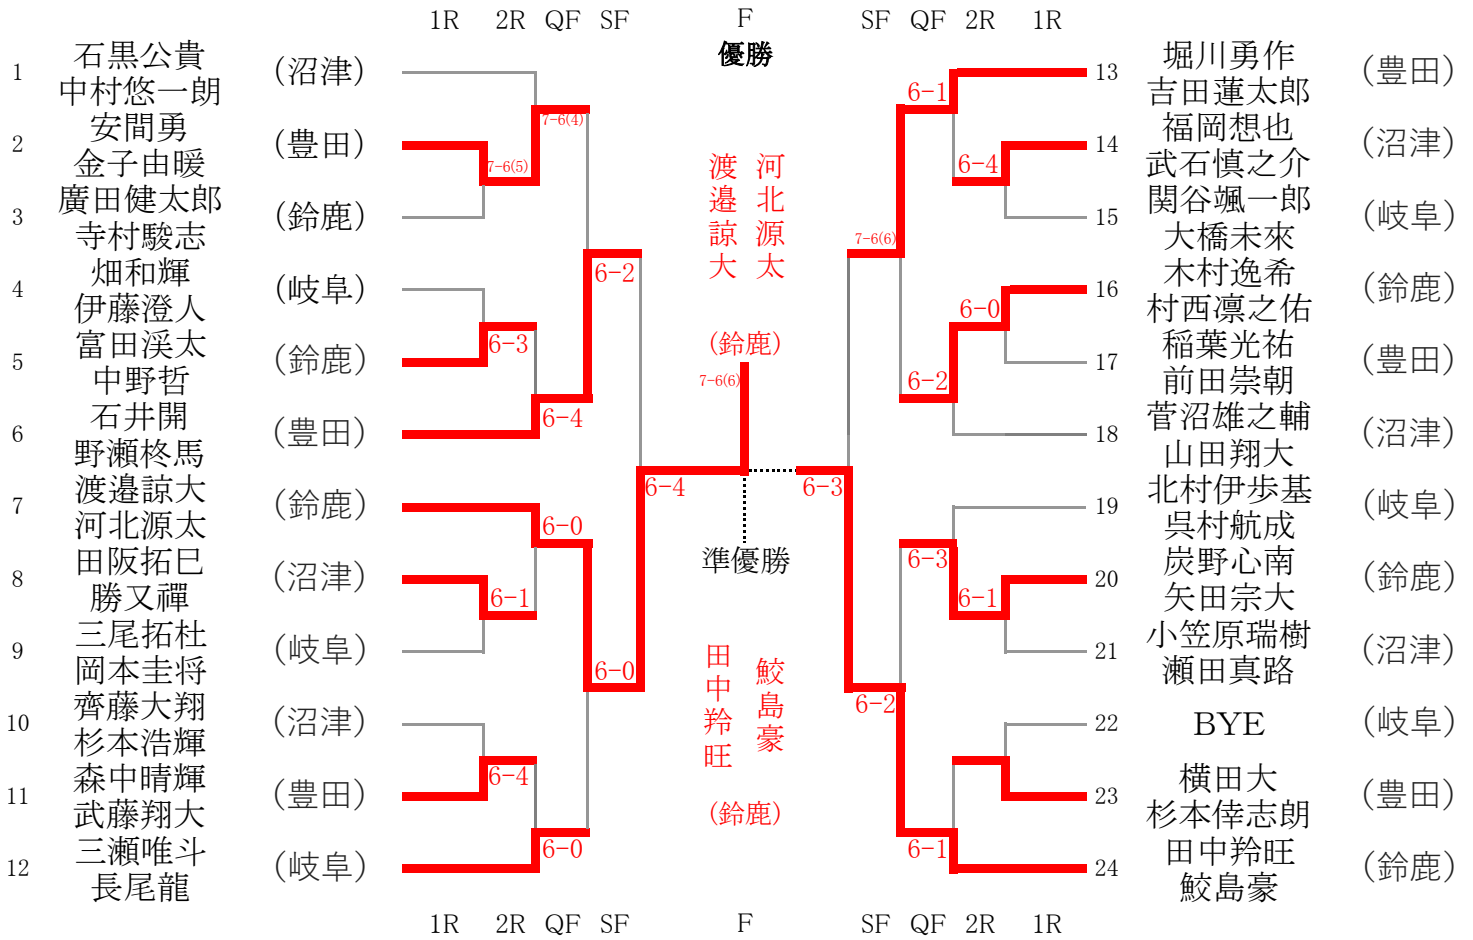 1R 2R QF SF F SF QF 2R 1R
優勝
1 石黒公貴 (沼津)
中村悠一朗
2 安間勇 (豊田)
金子由暖
3 廣田健太郎 (鈴鹿)
寺村駿志
4 畑和輝 (岐阜)
伊藤澄人
5 富田渓太 (鈴鹿)
中野哲
6 石井開 (豊田)
野瀬柊馬
7 渡邉諒大 (鈴鹿)
河北源太
8 田阪拓巳 (沼津)
勝又禪
9 三尾拓杜 (岐阜)
岡本圭将
10 齊藤大翔 (沼津)
杉本浩輝
11 森中晴輝 (豊田)
武藤翔大
12 三瀬唯斗 (岐阜)
長尾龍
7-6(4)
7-6(5)
6-2
6-3
6-4
6-0
6-1
6-0
6-4
6-0
6-4
渡邉諒大
河北源太
(鈴鹿)
7-6(6)
準優勝
田中羚旺
鮫島豪
(鈴鹿)
6-3
6-1
6-4
7-6(6)
6-0
6-2
6-3
6-1
6-2
6-1
13 堀川勇作 (豊田)
吉田蓮太郎
14 福岡想也 (沼津)
武石慎之介
15 関谷颯一郎 (岐阜)
大橋未來
16 木村逸希 (鈴鹿)
村西凛之佑
17 稲葉光祐 (豊田)
前田崇朝
18 菅沼雄之輔 (沼津)
山田翔大
19 北村伊歩基 (岐阜)
呉村航成
20 炭野心南 (鈴鹿)
矢田宗大
21 小笠原瑞樹 (沼津)
瀬田真路
22 BYE (岐阜)
23 横田大 (豊田)
杉本倖志朗
24 田中羚旺 (鈴鹿)
鮫島豪
1R 2R QF SF F SF QF 2R 1R